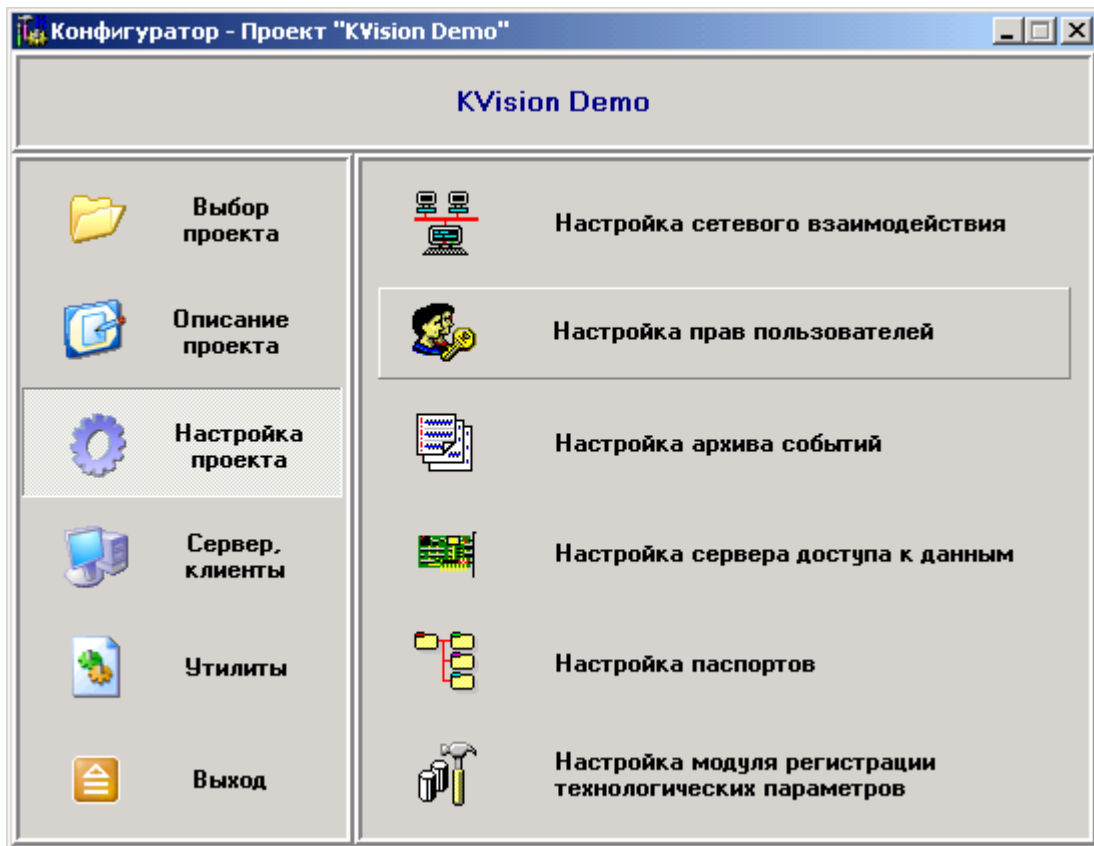 Конфигуратор - Проект "KVision Demo"
KVision Demo
Выбор
проекта
Описание
проекта
Настройка
проекта
Сервер,
клиенты
Утилиты
Выход
Настройка сетевого взаимодействия
Настройка прав пользователей
Настройка архива событий
Настройка сервера доступа к данным
Настройка паспортов
Настройка модуля регистрации
технологических параметров